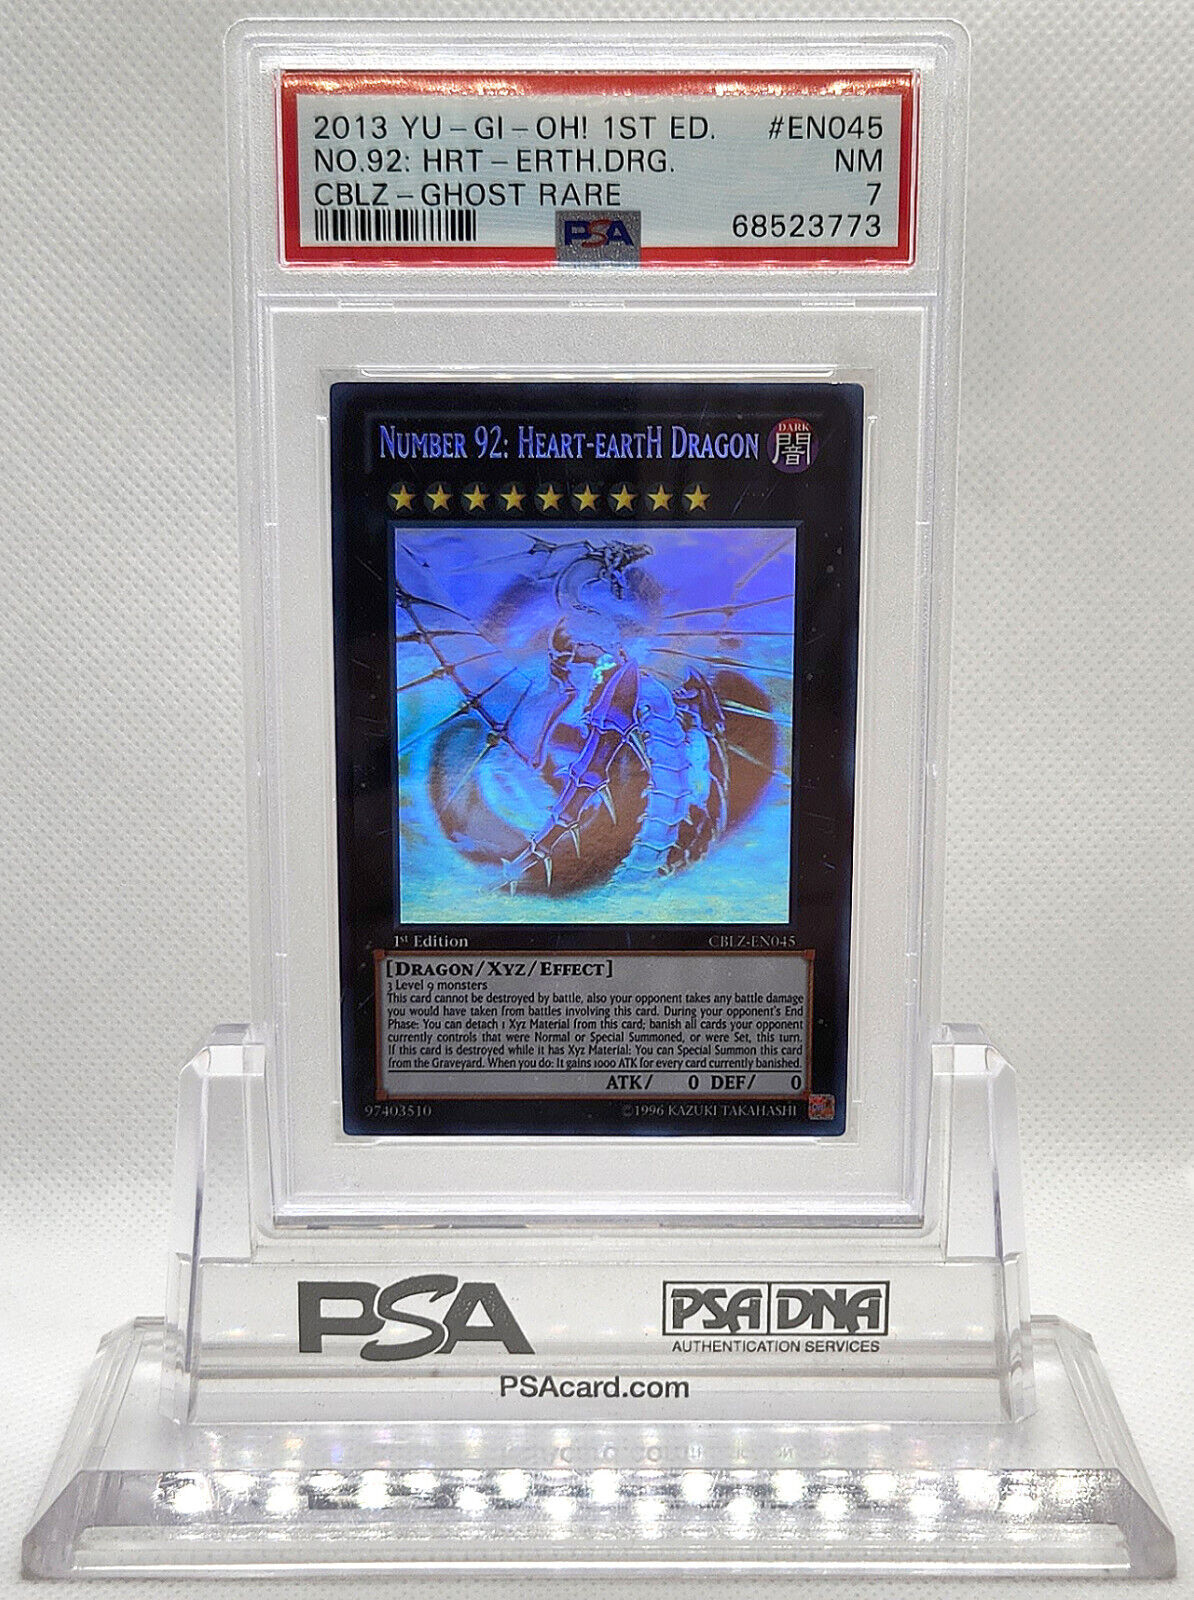 2013 YU-GI-OH! 1ST ED. #EN045
NO.92: HRT-ERTH.DRG. NM
CBLZ-GHOST RARE 7
PSA 68523773
NUMBER 92: HEART-EARTH DRAGON
DARK
闇
1st Edition CBLZ-EN045
[DRAGON/XYZ/EFFECT]
3 Level 9 monsters
This card cannot be destroyed by battle, also your opponent takes any battle damage
you would have taken from battles involving this card. During your opponent's End
Phase: You can detach 1 Xyz Material from this card; banish all cards your opponent
currently controls that were Normal or Special Summoned, or were Set, this turn.
If this card is destroyed while it has Xyz Material: You can Special Summon this card
from the Graveyard. When you do: It gains 1000 ATK for every card currently banished.
ATK/ 0 DEF/ 0
97403510 ©1996 KAZUKI TAKAHASHI
PSA PSA DNA
AUTHENTICATION SERVICES
PSAcard.com